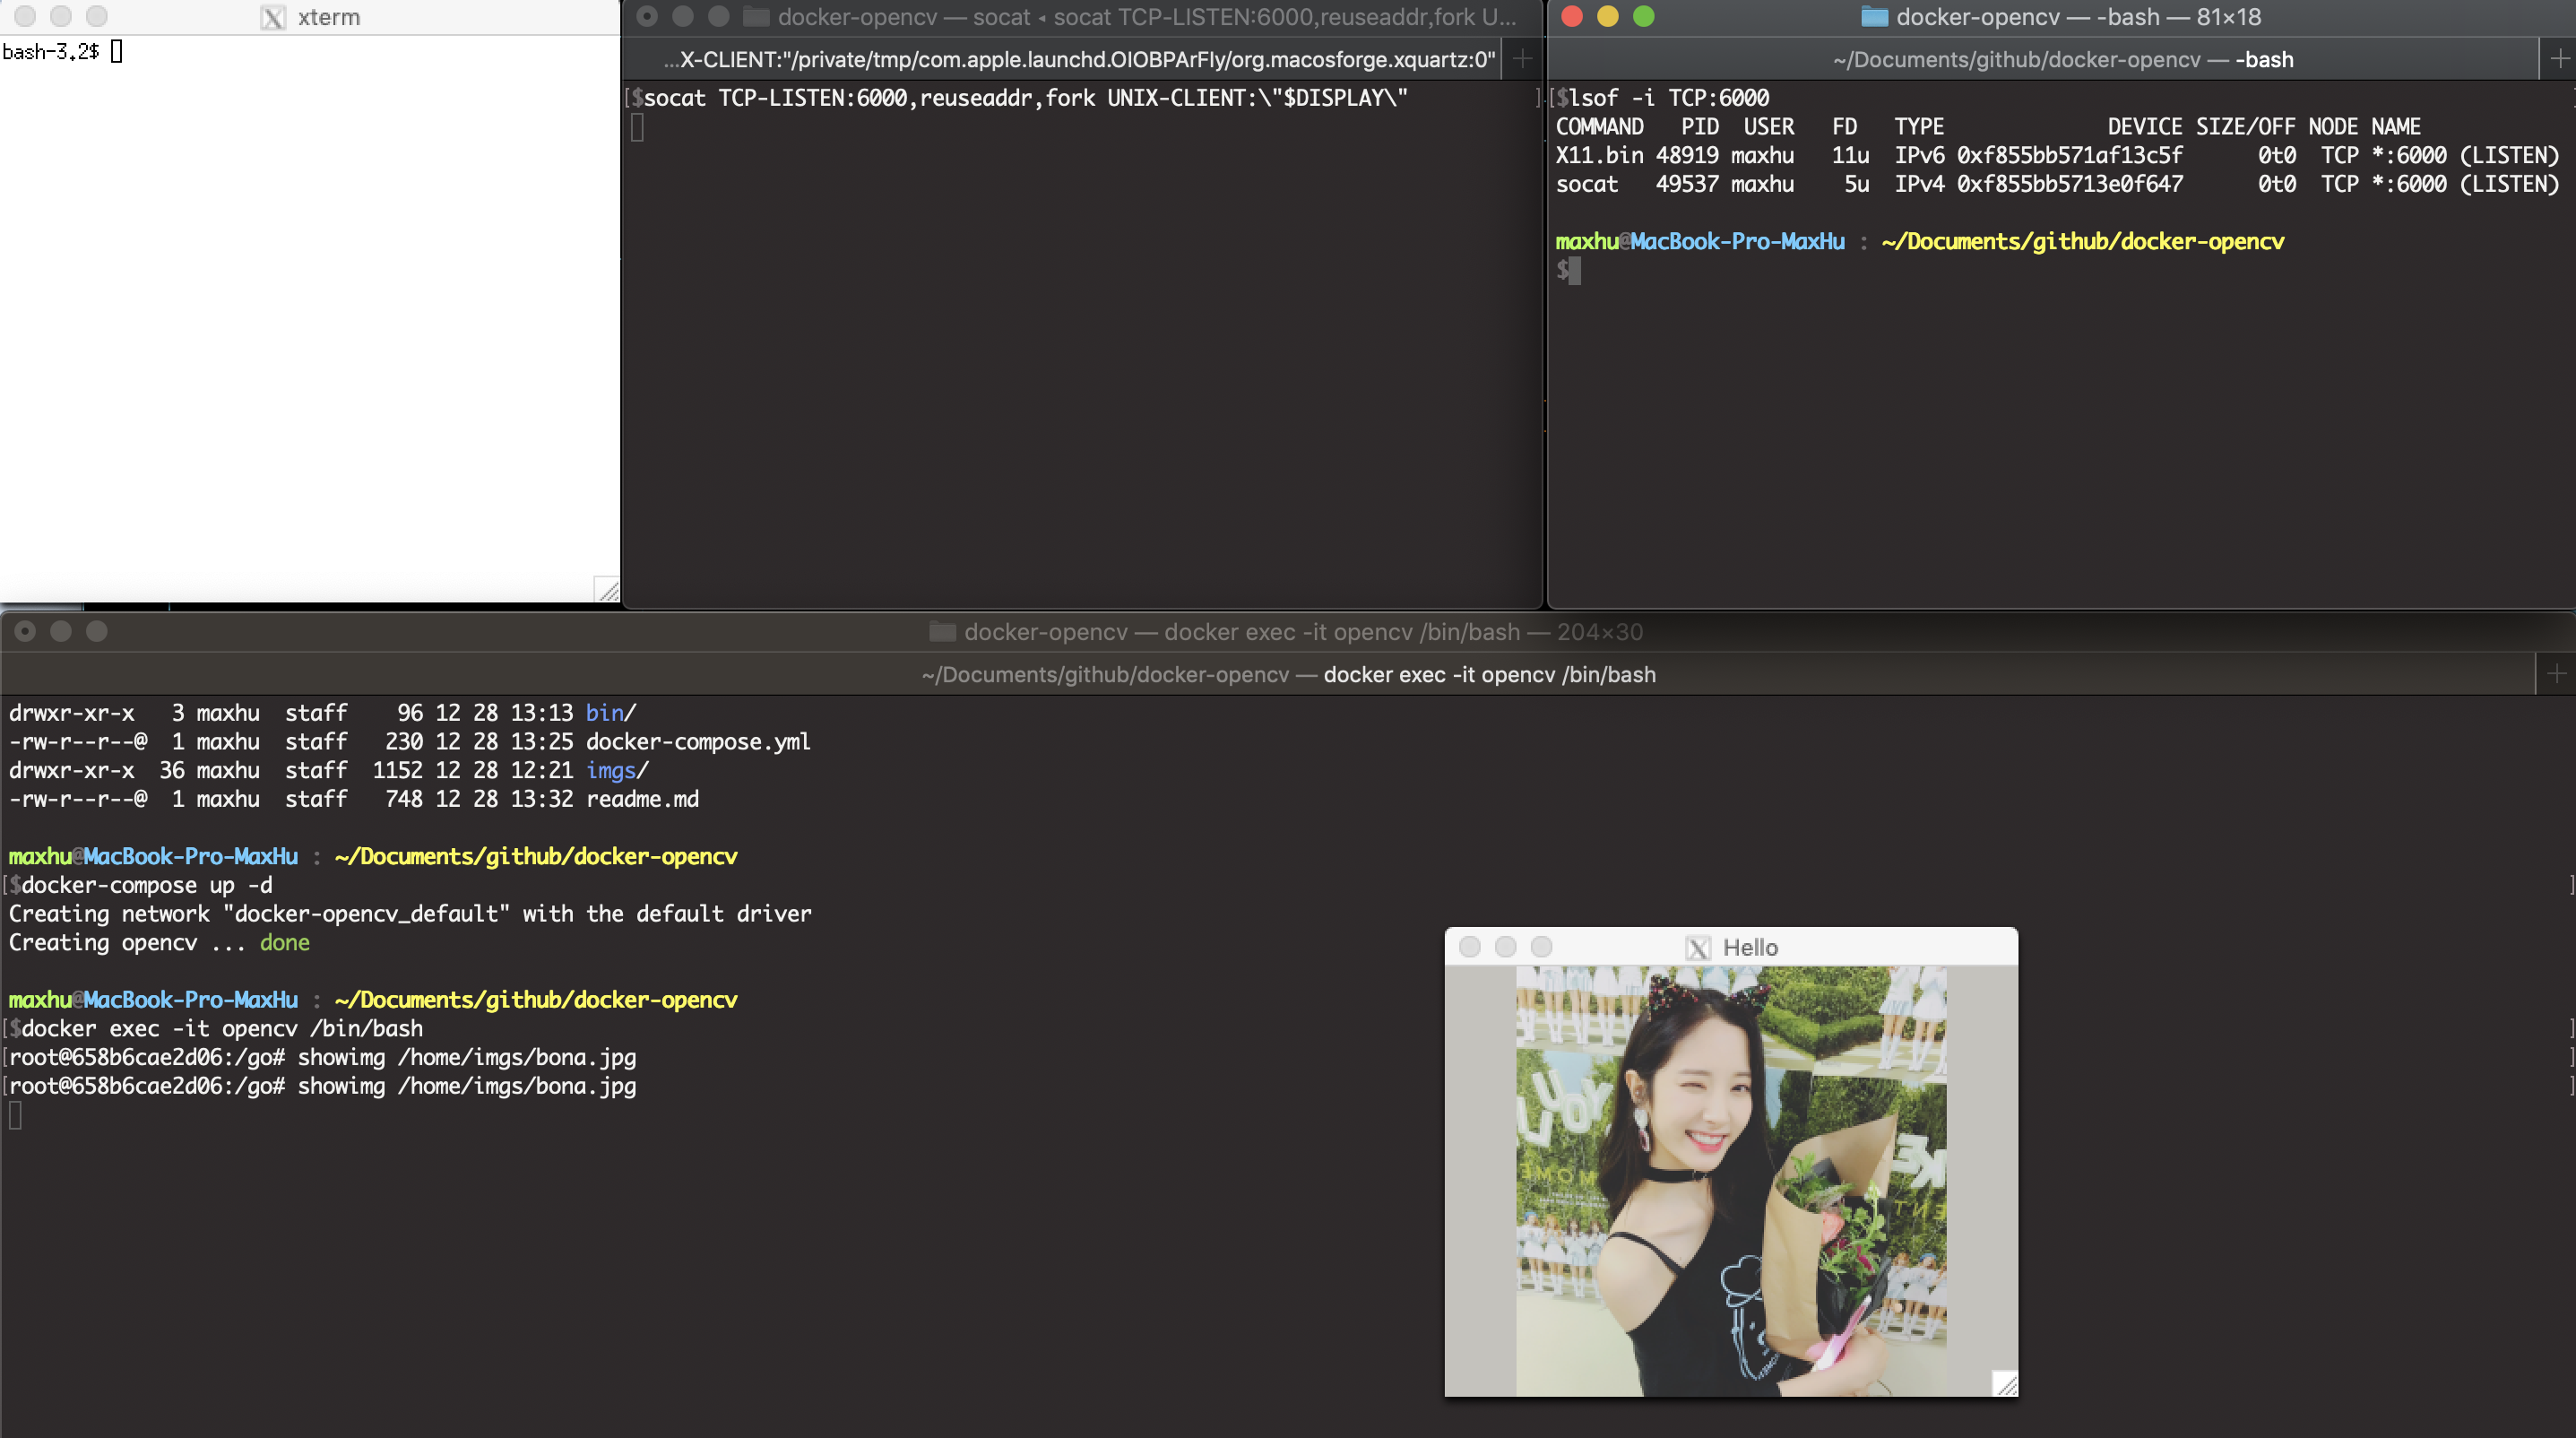 xterm
bash-3.2$
docker-opencv — socat ◂ socat TCP-LISTEN:6000,reuseaddr,fork U...
...X-CLIENT:"/private/tmp/com.apple.launchd.OIOBPArFly/org.macosforge.xquartz:0"
$socat TCP-LISTEN:6000,reuseaddr,fork UNIX-CLIENT:\"$DISPLAY\"
docker-opencv — -bash — 81×18
~/Documents/github/docker-opencv — -bash
$lsof -i TCP:6000
COMMAND   PID  USER   FD   TYPE             DEVICE SIZE/OFF NODE NAME
X11.bin 48919 maxhu   11u  IPv6 0xf855bb571af13c5f      0t0  TCP *:6000 (LISTEN)
socat   49537 maxhu    5u  IPv4 0xf855bb5713e0f647      0t0  TCP *:6000 (LISTEN)
maxhu@MacBook-Pro-MaxHu : ~/Documents/github/docker-opencv
$
docker-opencv — docker exec -it opencv /bin/bash — 204×30
~/Documents/github/docker-opencv — docker exec -it opencv /bin/bash
drwxr-xr-x   3 maxhu  staff    96 12 28 13:13 bin/
-rw-r--r--@  1 maxhu  staff   230 12 28 13:25 docker-compose.yml
drwxr-xr-x  36 maxhu  staff  1152 12 28 12:21 imgs/
-rw-r--r--@  1 maxhu  staff   748 12 28 13:32 readme.md
maxhu@MacBook-Pro-MaxHu : ~/Documents/github/docker-opencv
$docker-compose up -d
Creating network "docker-opencv_default" with the default driver
Creating opencv ... done
maxhu@MacBook-Pro-MaxHu : ~/Documents/github/docker-opencv
$docker exec -it opencv /bin/bash
root@658b6cae2d06:/go# showimg /home/imgs/bona.jpg
root@658b6cae2d06:/go# showimg /home/imgs/bona.jpg
Hello